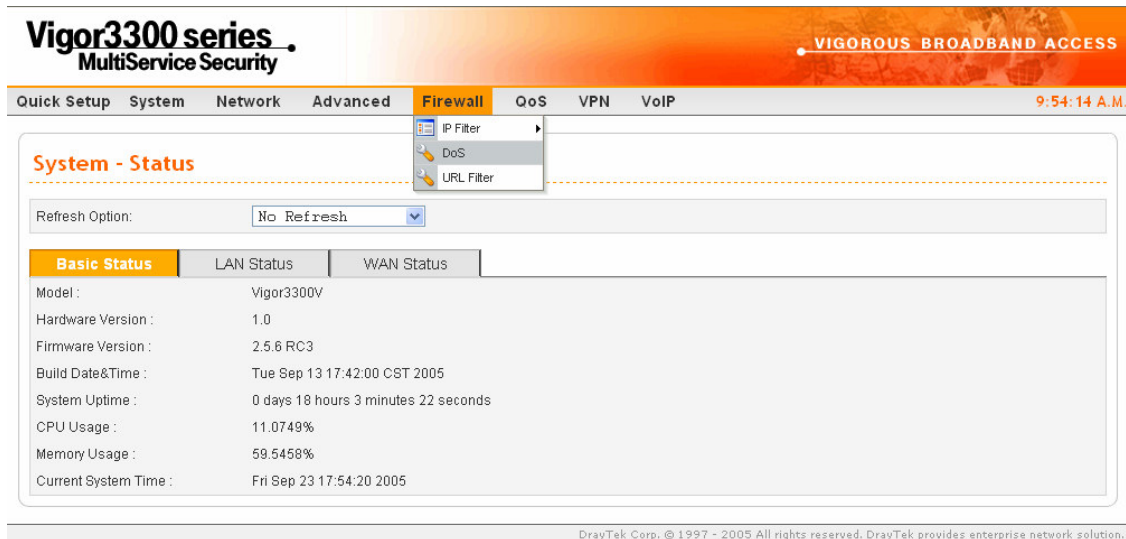 Vigor3300 series
MultiService Security
VIGOROUS BROADBAND ACCESS
Quick Setup System Network Advanced Firewall QoS VPN VoIP 9:54:14 A.M.
IP Filter
DoS
URL Filter
System - Status
Refresh Option: No Refresh
Basic Status LAN Status WAN Status
Model : Vigor3300V
Hardware Version : 1.0
Firmware Version : 2.5.6 RC3
Build Date&Time : Tue Sep 13 17:42:00 CST 2005
System Uptime : 0 days 18 hours 3 minutes 22 seconds
CPU Usage : 11.0749%
Memory Usage : 59.5458%
Current System Time : Fri Sep 23 17:54:20 2005
DrayTek Corp. © 1997 - 2005 All rights reserved. DrayTek provides enterprise network solution.